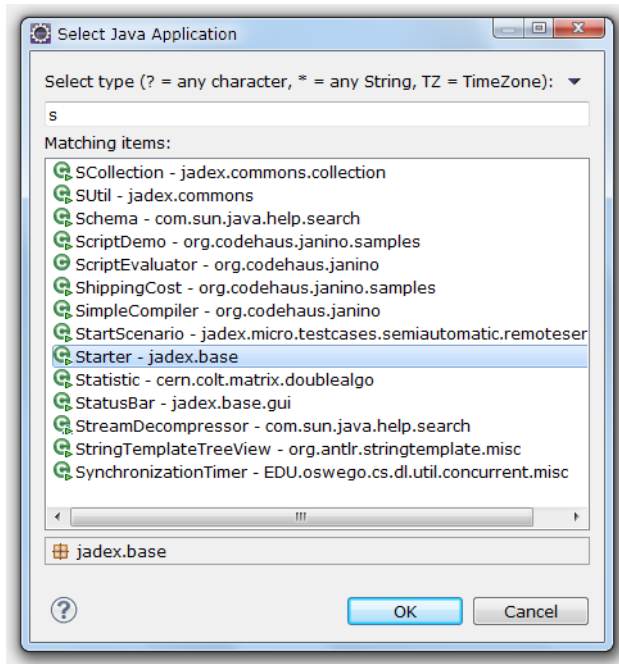 Select Java Application
Select type (? = any character, * = any String, TZ = TimeZone):
s
Matching items:
SCollection - jadex.commons.collection
SUtil - jadex.commons
Schema - com.sun.java.help.search
ScriptDemo - org.codehaus.janino.samples
ScriptEvaluator - org.codehaus.janino
ShippingCost - org.codehaus.janino.samples
SimpleCompiler - org.codehaus.janino
StartScenario - jadex.micro.testcases.semiautomatic.remoteser
Starter - jadex.base
Statistic - cern.colt.matrix.doublealgo
StatusBar - jadex.base.gui
StreamDecompressor - com.sun.java.help.search
StringTemplateTreeView - org.antlr.stringtemplate.misc
SynchronizationTimer - EDU.oswego.cs.dl.util.concurrent.misc
jadex.base
OK Cancel